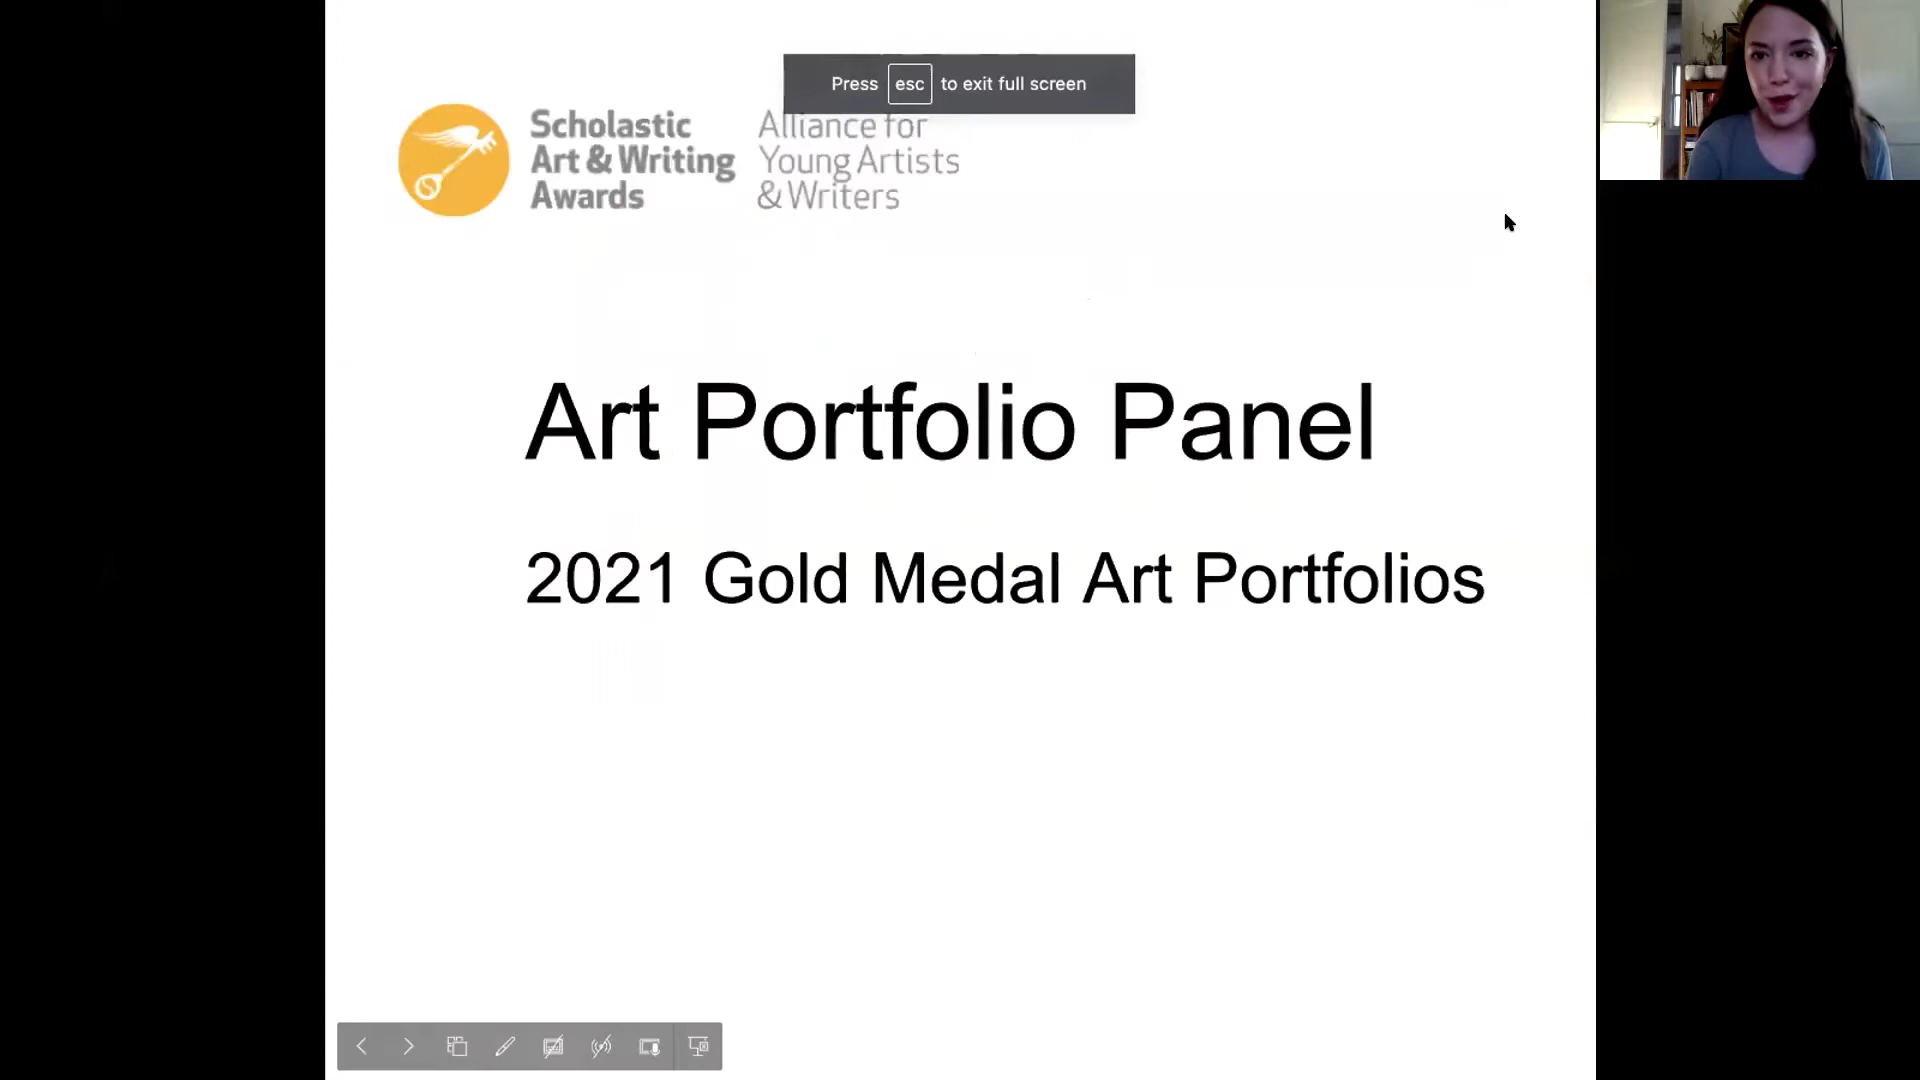 Press esc to exit full screen
Scholastic
Art & Writing
Awards
Alliance for
Young Artists
& Writers
Art Portfolio Panel
2021 Gold Medal Art Portfolios